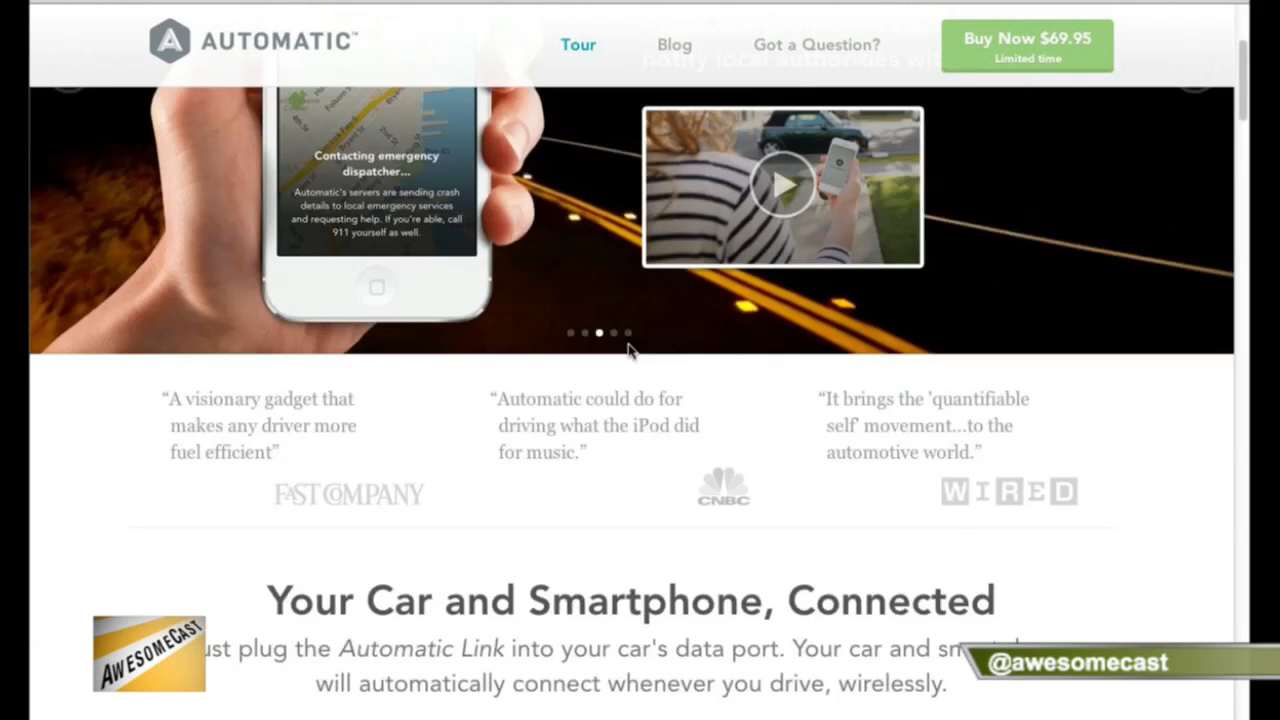 AUTOMATIC™
Tour
Blog
Got a Question?
Buy Now $69.95
Limited time
notify local authorities
Contacting emergency
dispatcher...
Automatic's servers are sending crash
details to local emergency services
and requesting help. If you're able, call
911 yourself as well.
“A visionary gadget that
makes any driver more
fuel efficient”
FAST COMPANY
“Automatic could do for
driving what the iPod did
for music.”
CNBC
“It brings the 'quantifiable
self' movement...to the
automotive world.”
WIRED
Your Car and Smartphone, Connected
ust plug the Automatic Link into your car's data port. Your car and
will automatically connect whenever you drive, wirelessly.
AWESOMECAST
@awesomecast